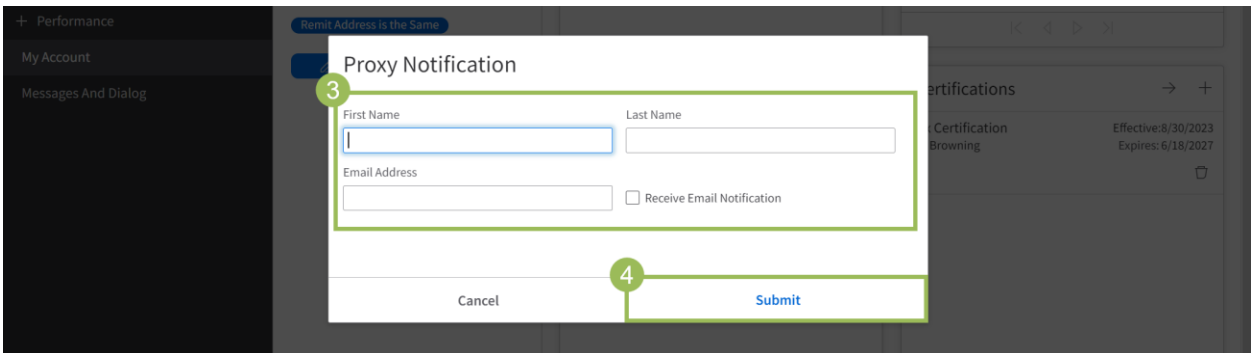 + Performance
My Account
Messages And Dialog
Remit Address is the Same
Proxy Notification
3
First Name
Last Name
Email Address
Receive Email Notification
4
Cancel
Submit
ertifications
Certification
Effective:8/30/2023
Browning
Expires: 6/18/2027